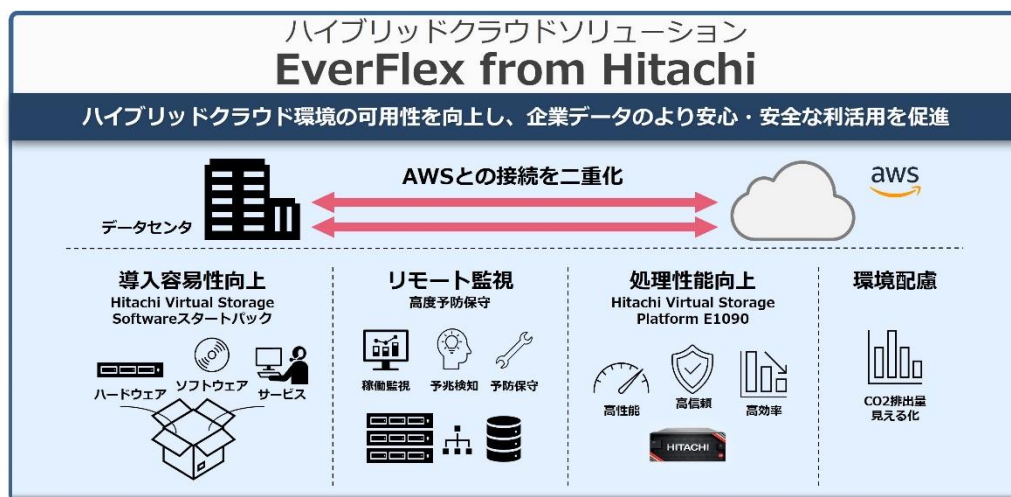 ハイブリッドクラウドソリューション
EverFlex from Hitachi
ハイブリッドクラウド環境の可用性を向上し、企業データのより安心・安全な利活用を促進
AWSとの接続を二重化
aws
データセンタ
導入容易性向上
Hitachi Virtual Storage
Softwareスタートパック
ハードウェア
ソフトウェア
サービス
リモート監視
高度予防保守
稼働監視
予兆検知
予防保守
処理性能向上
Hitachi Virtual Storage
Platform E1090
高性能
高信頼
高効率
HITACHI
環境配慮
CO2排出量
見える化